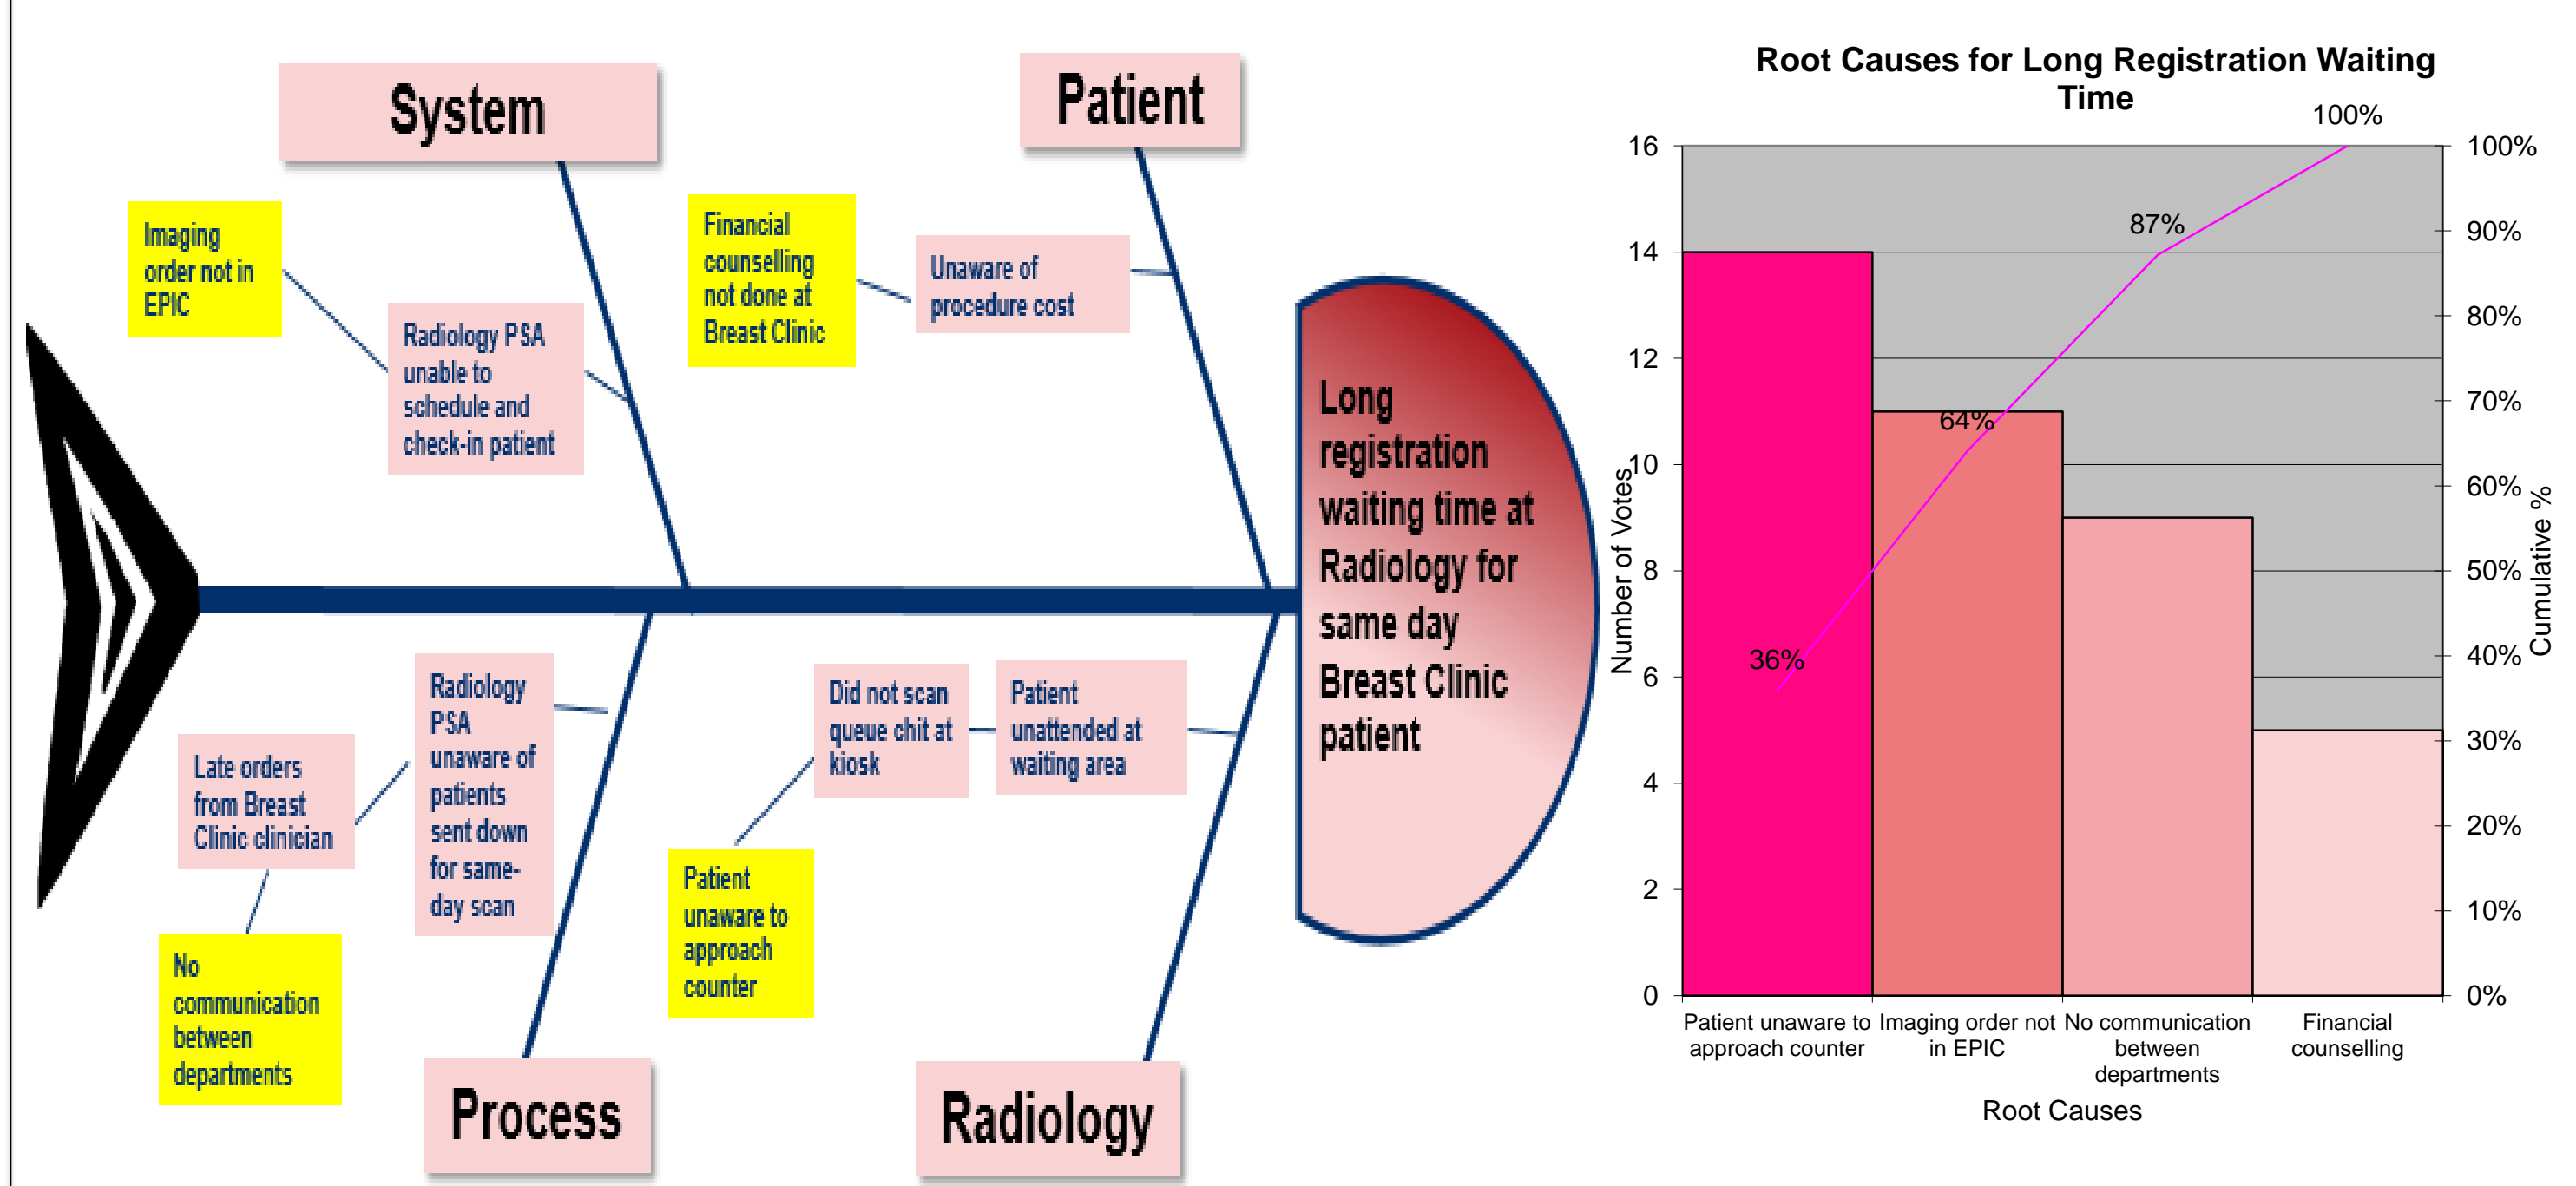 System
Patient
Imaging
order not in
EPIC
Radiology PSA
unable to
schedule and
check-in patient
Financial
counselling
not done at
Breast Clinic
Unaware of
procedure cost
Long
registration
waiting time at
Radiology for
same day
Breast Clinic
patient
Late orders
from Breast
Clinic clinician
Radiology
PSA
unaware of
patients
sent down
for same-
day scan
No
communication
between
departments
Did not scan
queue chit at
kiosk
Patient
unattended at
waiting area
Patient
unaware to
approach
counter
Process
Radiology
Root Causes for Long Registration Waiting
Time
100%
87%
64%
36%
16
14
12
10
8
6
4
2
0
Number of Votes
100%
90%
80%
70%
60%
50%
40%
30%
20%
10%
0%
Cumulative %
Patient unaware to
approach counter
Imaging order not
in EPIC
No communication
between
departments
Financial
counselling
Root Causes